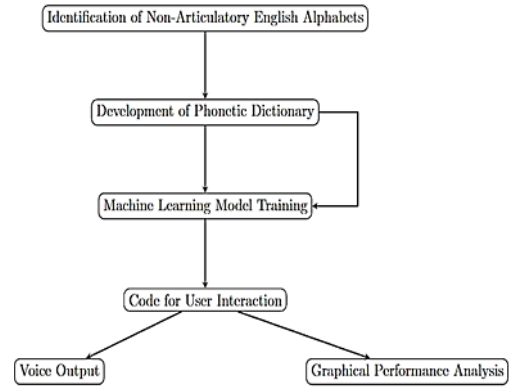 Identification of Non-Articulatory English Alphabets
Development of Phonetic Dictionary
Machine Learning Model Training
Code for User Interaction
Voice Output
Graphical Performance Analysis